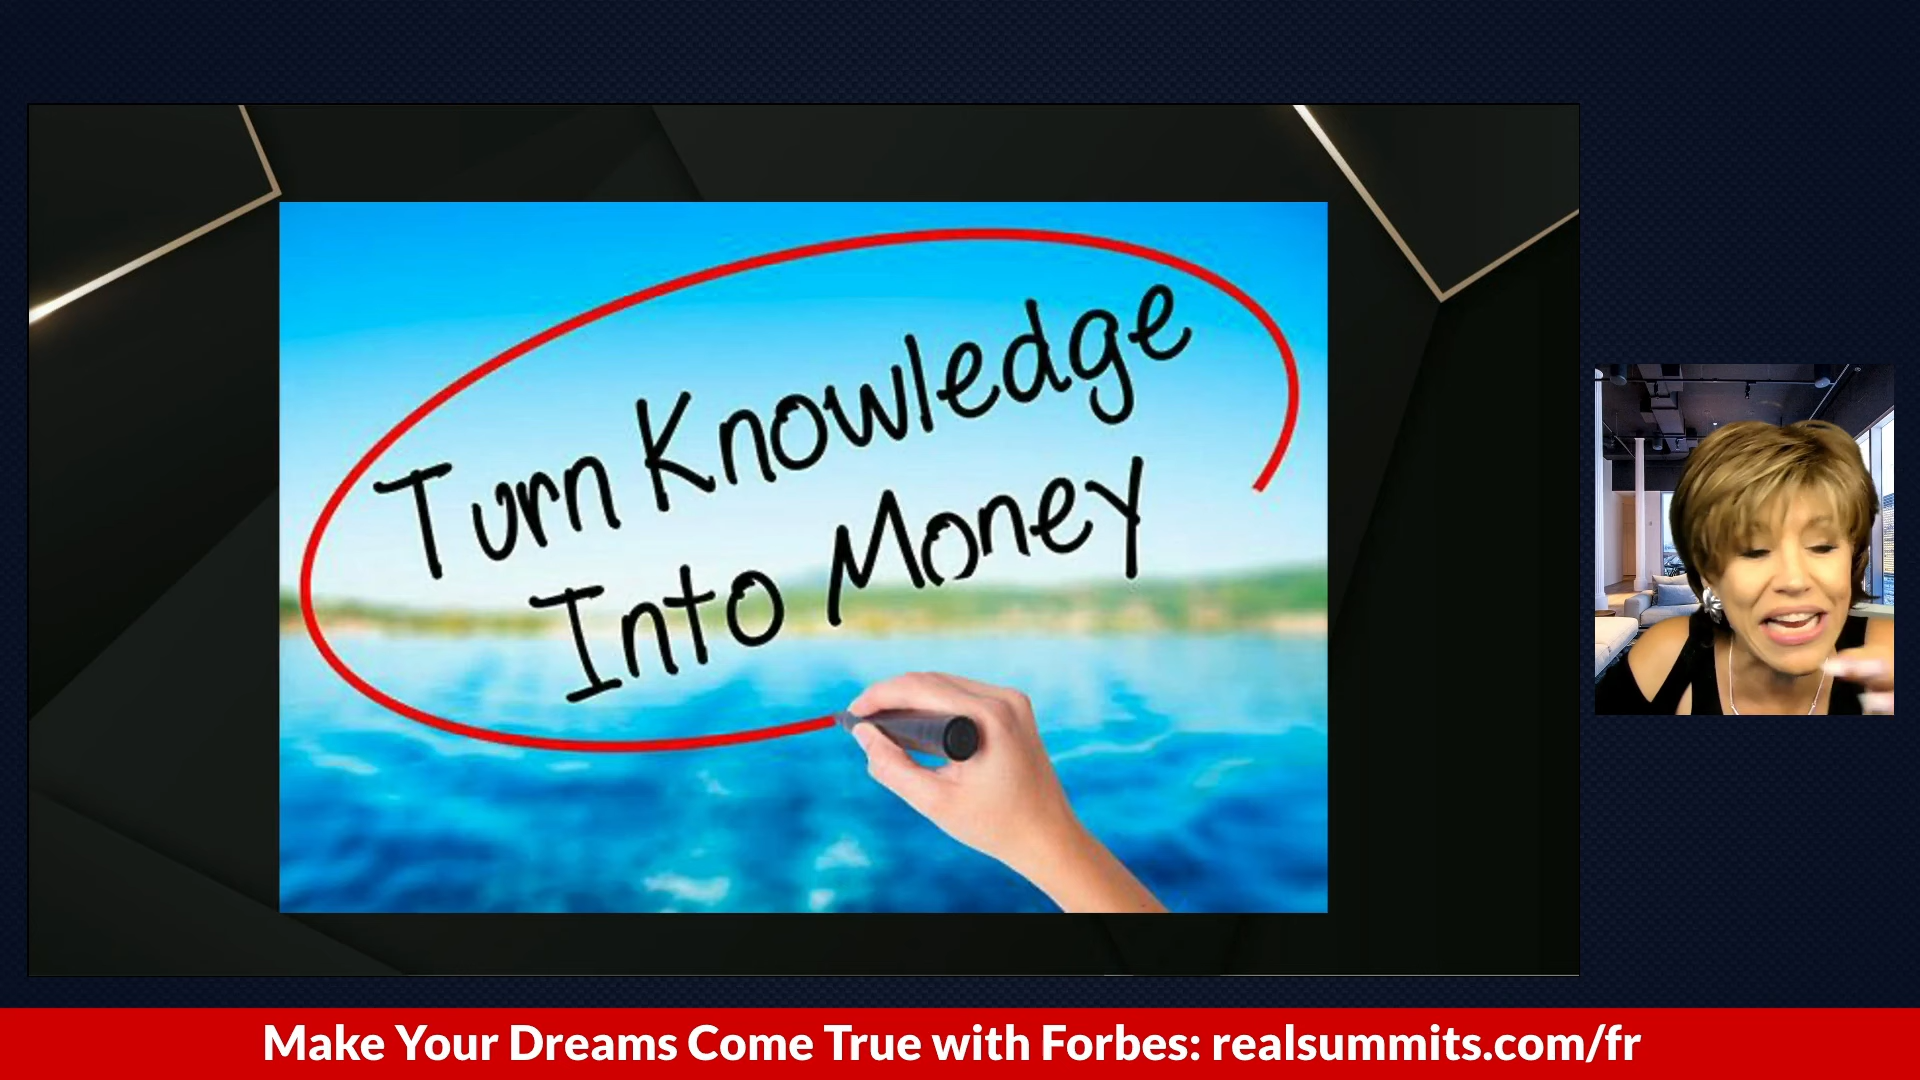 Turn Knowledge
Into Money
Make Your Dreams Come True with Forbes: realsummits.com/fr